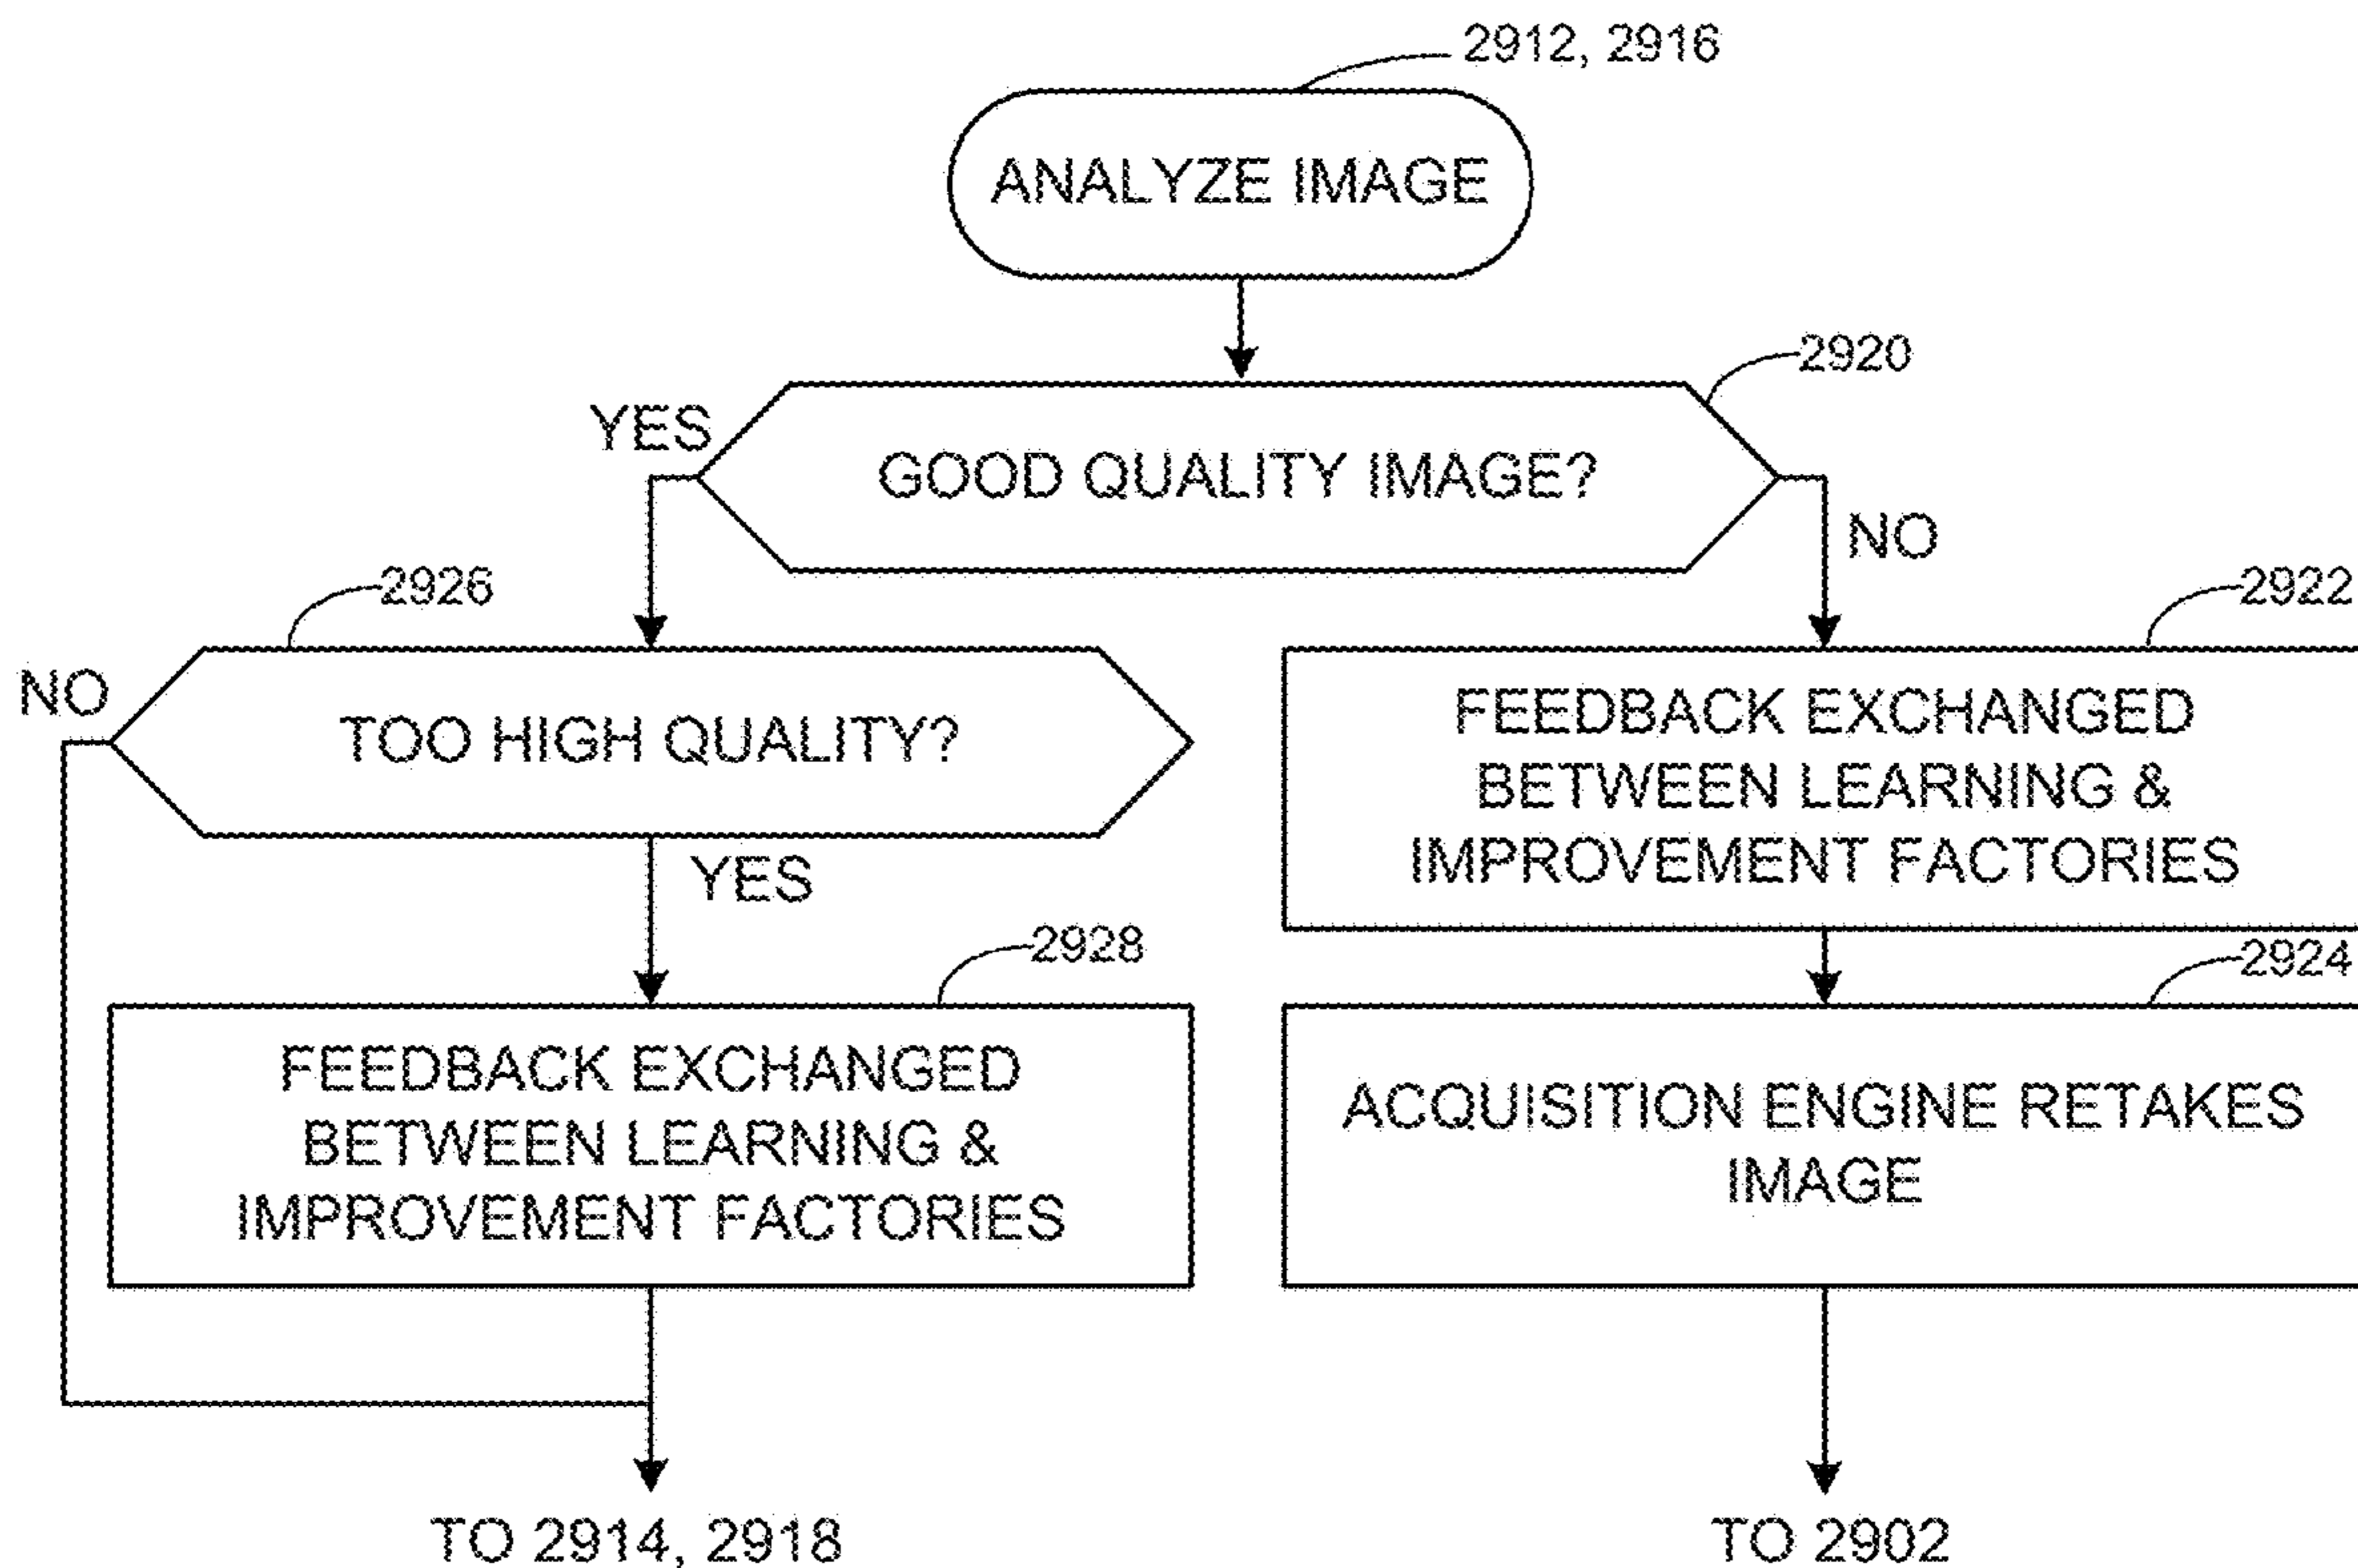 2912, 2916
ANALYZE IMAGE
2920
YES
GOOD QUALITY IMAGE?
NO
2926
2922
NO
TOO HIGH QUALITY?
FEEDBACK EXCHANGED
BETWEEN LEARNING &
IMPROVEMENT FACTORIES
YES
2928
2924
FEEDBACK EXCHANGED
BETWEEN LEARNING &
IMPROVEMENT FACTORIES
ACQUISITION ENGINE RETAKES
IMAGE
TO 2914, 2918
TO 2902